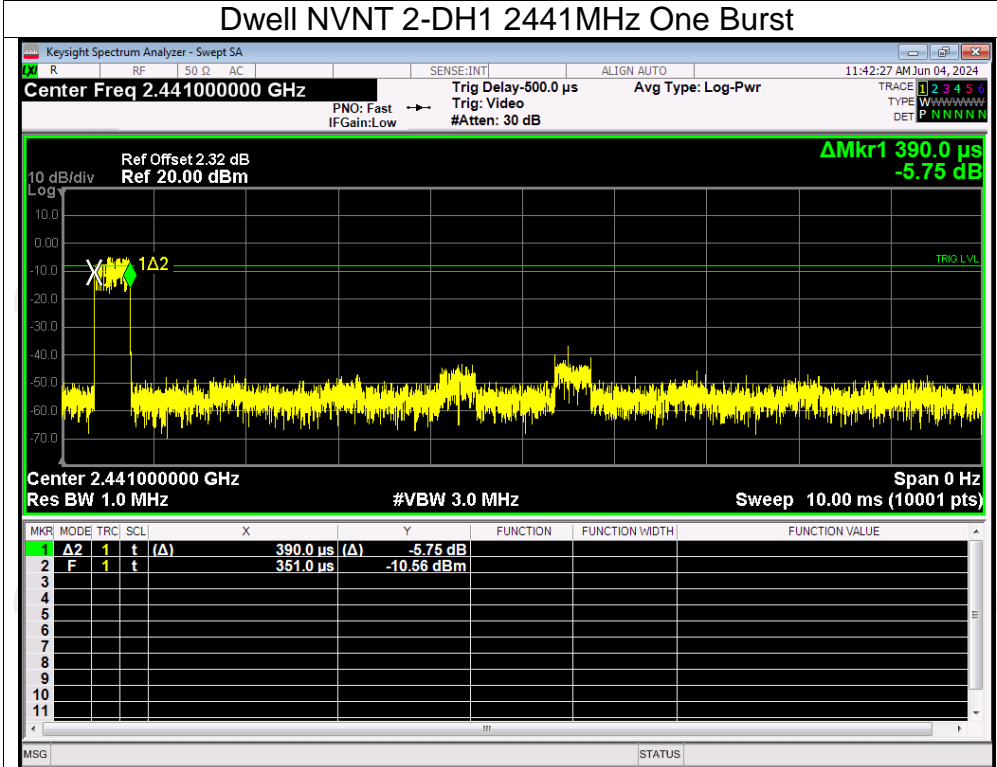 Dwell NVNT 2-DH1 2441MHz One Burst
Keysight Spectrum Analyzer - Swept SA
LXI R RF 50 Ω AC SENSE:INT ALIGN AUTO 11:42:27 AM Jun 04, 2024
Center Freq 2.441000000 GHz
PNO: Fast
IFGain:Low
Trig Delay-500.0 µs
Trig: Video
#Atten: 30 dB
Avg Type: Log-Pwr
TRACE 1 2 3 4 5 6
TYPE WWWWWW
DET P N N N N N
ΔMkr1 390.0 µs
-5.75 dB
Ref Offset 2.32 dB
10 dB/div Ref 20.00 dBm
Log
10.0
0.00
-10.0
-20.0
-30.0
-40.0
-50.0
-60.0
-70.0
1Δ2
TRIG LVL
Center 2.441000000 GHz Span 0 Hz
Res BW 1.0 MHz #VBW 3.0 MHz Sweep 10.00 ms (10001 pts)
MKR MODE TRC SCL X Y FUNCTION FUNCTION WIDTH FUNCTION VALUE
1 Δ2 1 t (Δ) 390.0 µs (Δ) -5.75 dB
2 F 1 t 351.0 µs -10.56 dBm
3
4
5
6
7
8
9
10
11
MSG STATUS